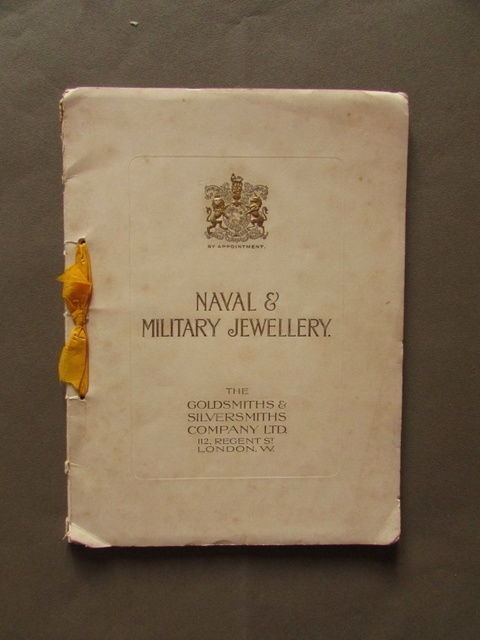 BY APPOINTMENT.
NAVAL &
MILITARY JEWELLERY.
THE
GOLDSMITHS &
SILVERSMITHS
COMPANY LTD.
112, REGENT ST
LONDON. W.